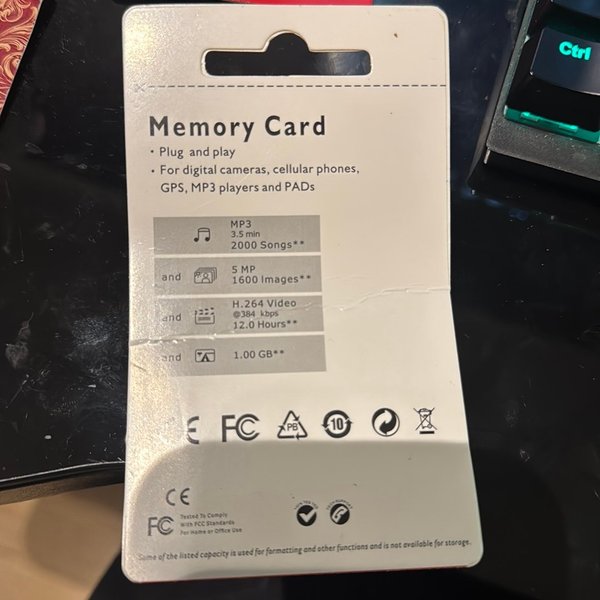 Ctrl
Memory Card
• Plug and play
• For digital cameras, cellular phones,
GPS, MP3 players and PADs
MP3
3.5 min
2000 Songs**
and
5 MP
1600 Images**
and
H.264 Video
@384 kbps
12.0 Hours**
and
A
1.00 GB**
CE FC PB 10
CE
FC Tested To Comply
With FCC Standards
For Home or Office Use
Some of the listed capacity is used for formatting and other functions and is not available for storage.